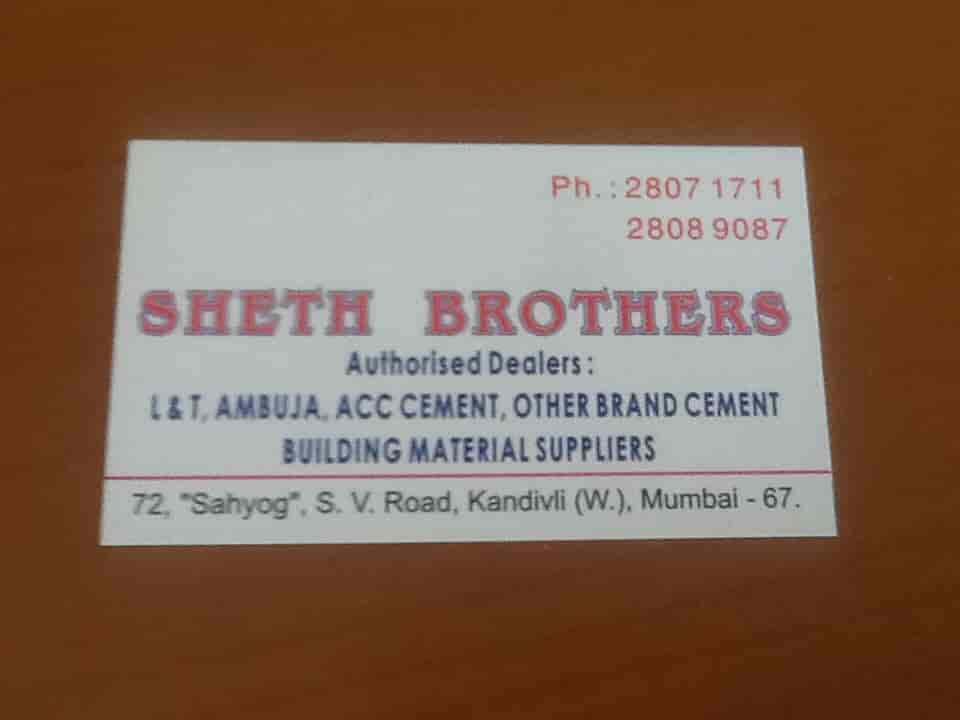 Ph. : 2807 1711
2808 9087
SHETH BROTHERS
Authorised Dealers :
L & T, AMBUJA, ACC CEMENT, OTHER BRAND CEMENT
BUILDING MATERIAL SUPPLIERS
72, "Sahyog", S. V. Road, Kandivli (W.), Mumbai - 67.